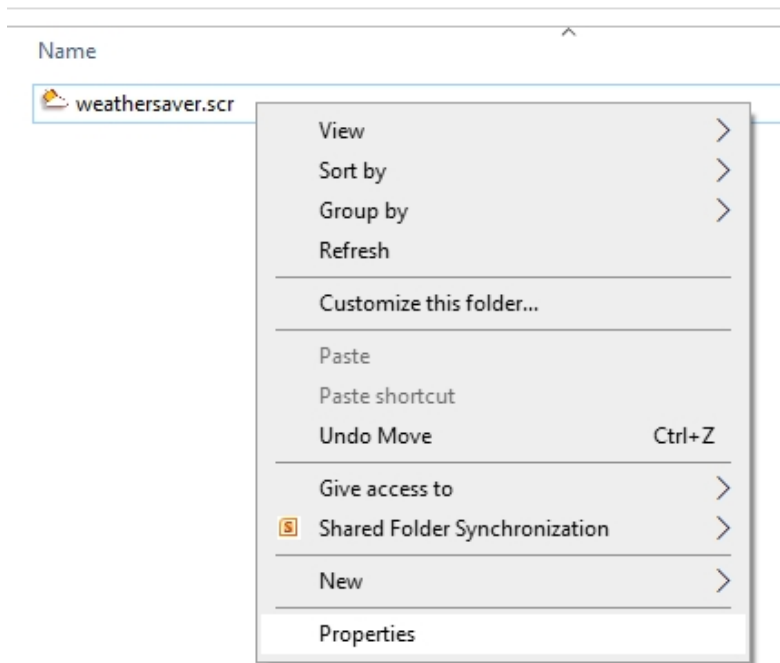 Name
weathersaver.scr
View
Sort by
Group by
Refresh
Customize this folder...
Paste
Paste shortcut
Undo Move Ctrl+Z
Give access to
S Shared Folder Synchronization
New
Properties